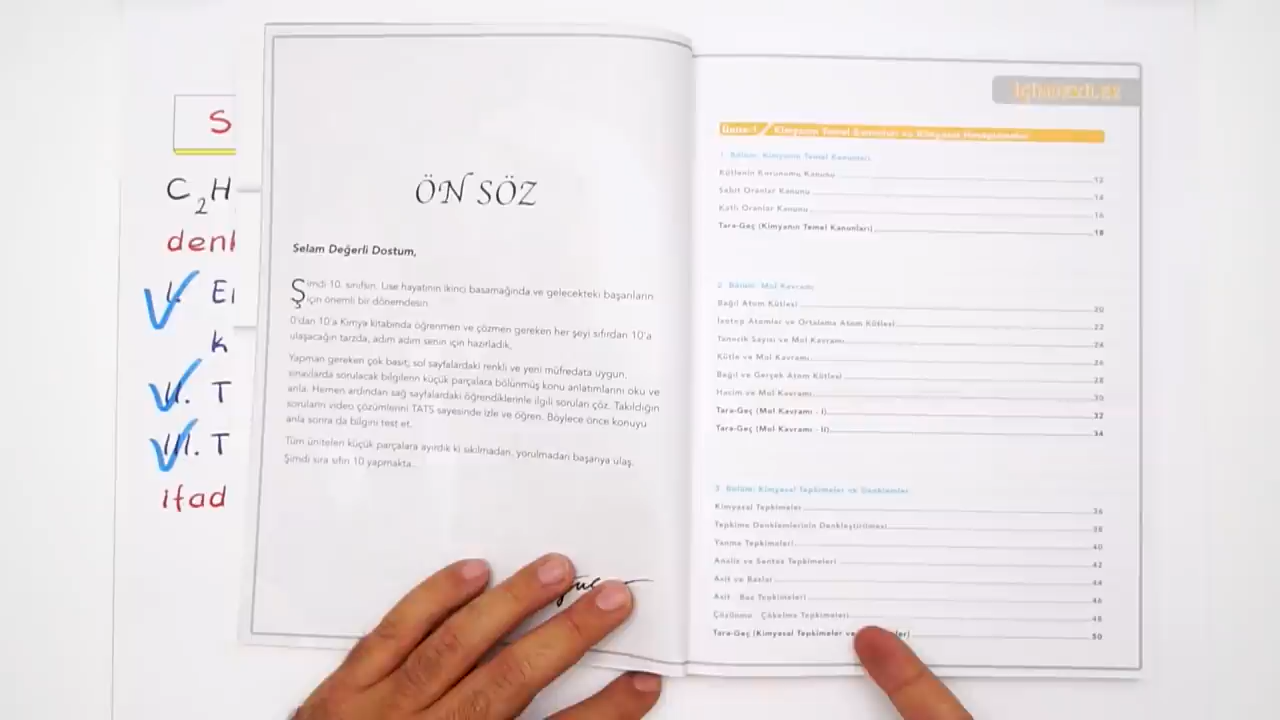 S
C2H
denk
I. Er
k
II. T
III. T
ifad
ÖN SÖZ
Selam Değerli Dostum,
Şimdi 10. sınıfsın. Lise hayatının ikinci basamağında ve gelecekteki başarıların
için önemli bir dönemdesin.
0'dan 10'a Kimya kitabında öğrenmen ve çözmen gereken her şeyi sıfırdan 10'a
ulaşacağın tarzda, adım adım senin için hazırladık.
Yapman gereken çok basit; sol sayfalardaki renkli ve yeni müfredata uygun,
sınavlarda sorulacak bilgilerin küçük parçalara bölünmüş konu anlatımlarını oku ve
anla. Hemen ardından sağ sayfalardaki öğrendiklerinle ilgili soruları çöz. Takıldığın
soruların video çözümlerini TATS sayesinde izle ve öğren. Böylece önce konuyu
anla sonra da bilgini test et.
Tüm üniteleri küçük parçalara ayırdık ki sıkılmadan, yorulmadan başarıya ulaş.
Şimdi sıra sıfırı 10 yapmakta...
İçindekiler
Ünite-1 / Kimyanın Temel Kanunları ve Kimyasal Hesaplamalar
1. Bölüm: Kimyanın Temel Kanunları
Kütlenin Korunumu Kanunu 12
Sabit Oranlar Kanunu 14
Katlı Oranlar Kanunu 16
Tara-Geç (Kimyanın Temel Kanunları) 18
2. Bölüm: Mol Kavramı
Bağıl Atom Kütlesi 20
İzotop Atomlar ve Ortalama Atom Kütlesi 22
Tanecik Sayısı ve Mol Kavramı 24
Kütle ve Mol Kavramı 26
Bağıl ve Gerçek Atom Kütlesi 28
Hacim ve Mol Kavramı 30
Tara-Geç (Mol Kavramı - I) 32
Tara-Geç (Mol Kavramı - II) 34
3. Bölüm: Kimyasal Tepkimeler ve Denklemler
Kimyasal Tepkimeler 36
Tepkime Denklemlerinin Denkleştirilmesi 38
Yanma Tepkimeleri 40
Analiz ve Sentez Tepkimeleri 42
Asit ve Bazlar 44
Asit - Baz Tepkimeleri 46
Çözünme - Çökelme Tepkimeleri 48
Tara-Geç (Kimyasal Tepkimeler ve ler) 50